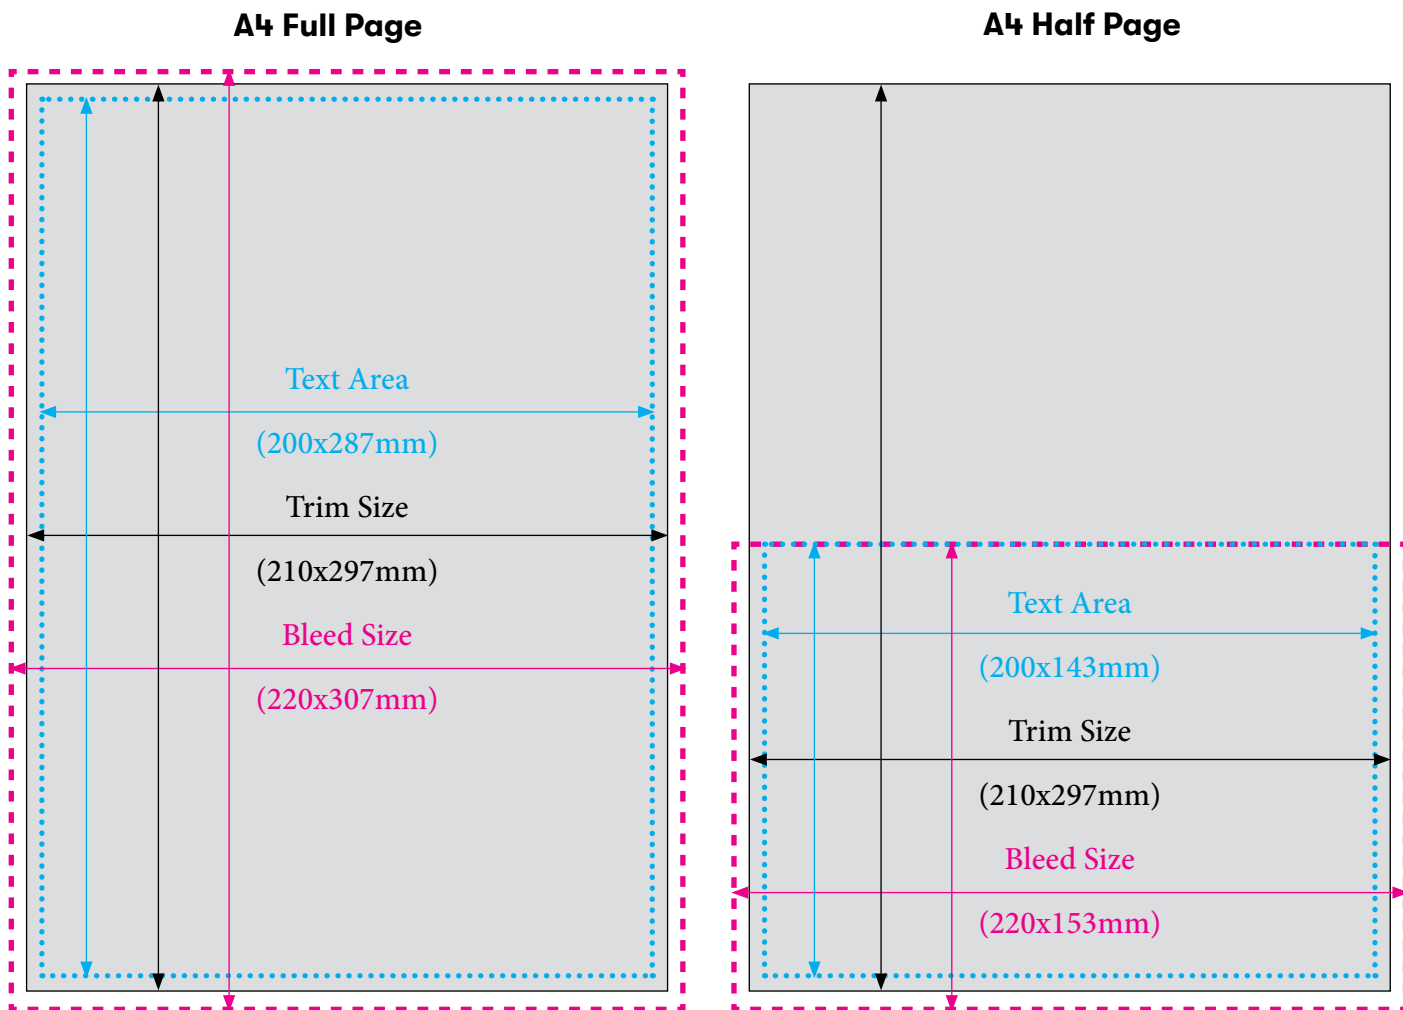 A4 Full Page
Text Area
(200x287mm)
Trim Size
(210x297mm)
Bleed Size
(220x307mm)
A4 Half Page
Text Area
(200x143mm)
Trim Size
(210x297mm)
Bleed Size
(220x153mm)